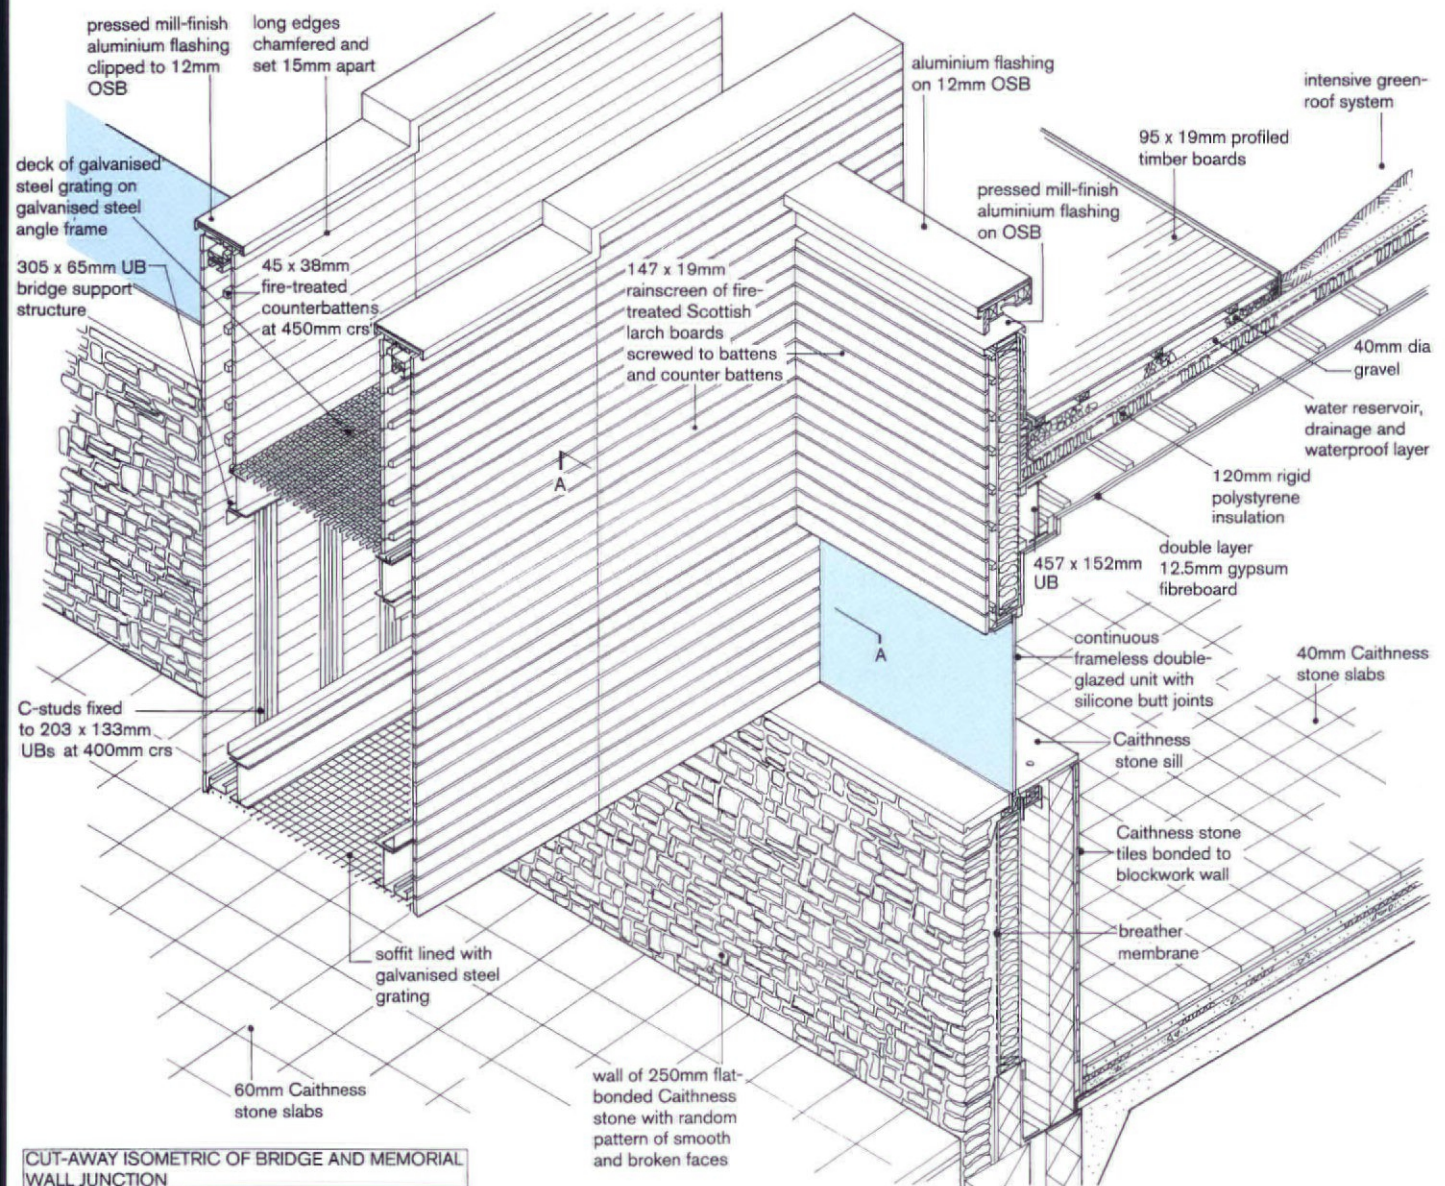 pressed mill-finish
aluminium flashing
clipped to 12mm
OSB
long edges
chamfered and
set 15mm apart
aluminium flashing
on 12mm OSB
intensive green-
roof system
95 x 19mm profiled
timber boards
deck of galvanised
steel grating on
galvanised steel
angle frame
pressed mill-finish
aluminium flashing
on OSB
305 x 65mm UB
bridge support
structure
45 x 38mm
fire-treated
counterbattens
at 450mm crs
147 x 19mm
rainscreen of fire-
treated Scottish
larch boards
screwed to battens
and counter battens
40mm dia
gravel
water reservoir,
drainage and
waterproof layer
120mm rigid
polystyrene
insulation
A
457 x 152mm
UB
double layer
12.5mm gypsum
fibreboard
A
continuous
frameless double-
glazed unit with
silicone butt joints
40mm Caithness
stone slabs
C-studs fixed
to 203 x 133mm
UBs at 400mm crs
Caithness
stone sill
Caithness stone
tiles bonded to
blockwork wall
breather
membrane
soffit lined with
galvanised steel
grating
60mm Caithness
stone slabs
wall of 250mm flat-
bonded Caithness
stone with random
pattern of smooth
and broken faces
CUT-AWAY ISOMETRIC OF BRIDGE AND MEMORIAL
WALL JUNCTION